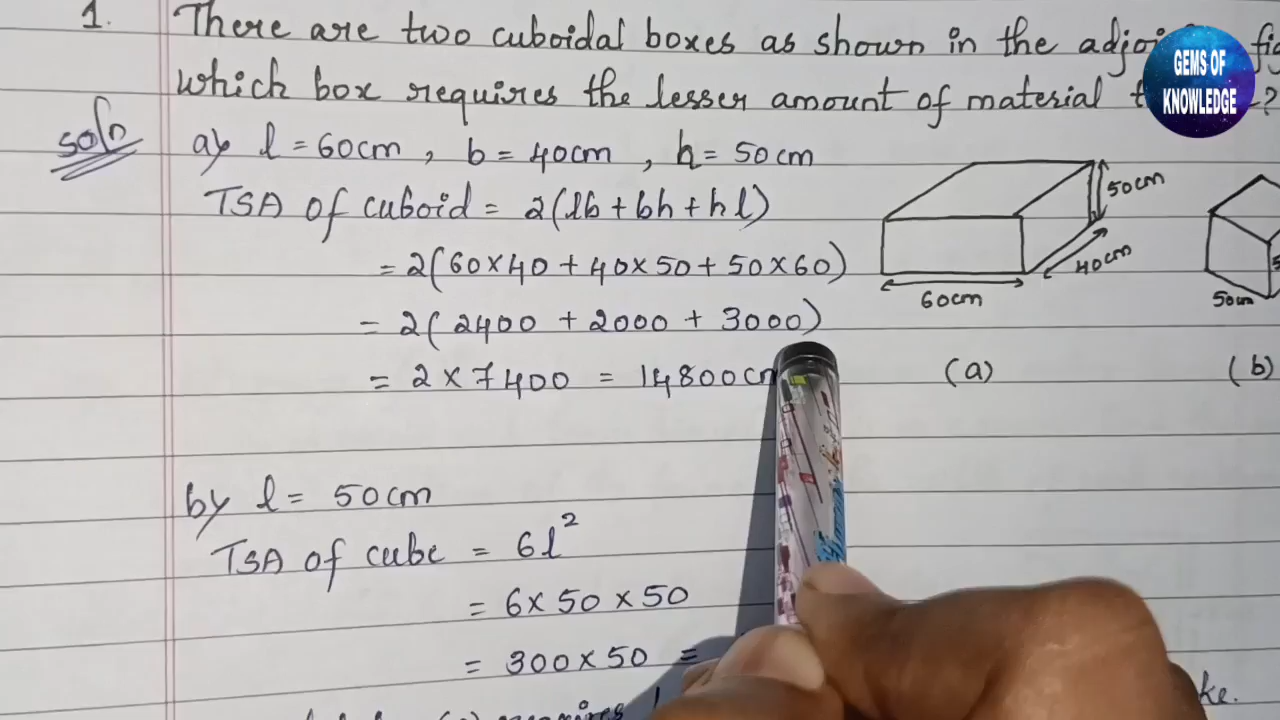 1. There are two cuboidal boxes as shown in the
which box requires the lesser amount of material
GEMS OF
KNOWLEDGE
Soln a) l = 60cm, b = 40cm, h = 50cm
TSA of cuboid = 2(lb + bh + hl)
= 2(60×40 + 40×50 + 50×60)
= 2(2400 + 2000 + 3000)
= 2 × 7400 = 14800
50cm
40cm
60cm
50cm
(a) (b)
b) l = 50cm
TSA of cube = 6l²
= 6 × 50 × 50
= 300 × 50 =